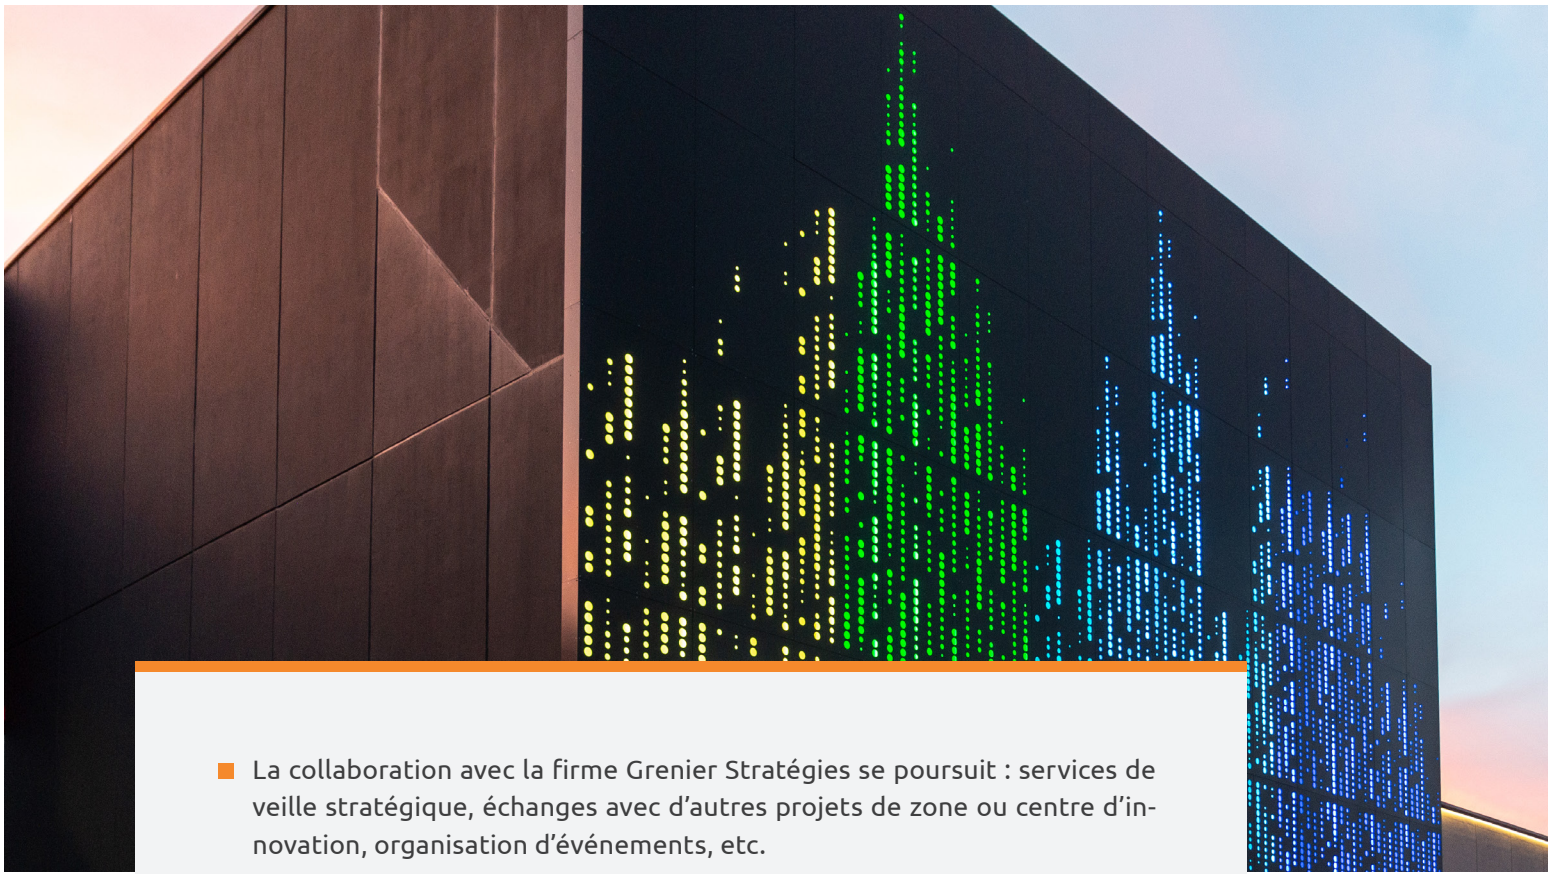 La collaboration avec la firme Grenier Stratégies se poursuit : services de
veille stratégique, échanges avec d’autres projets de zone ou centre d’in-
novation, organisation d’événements, etc.